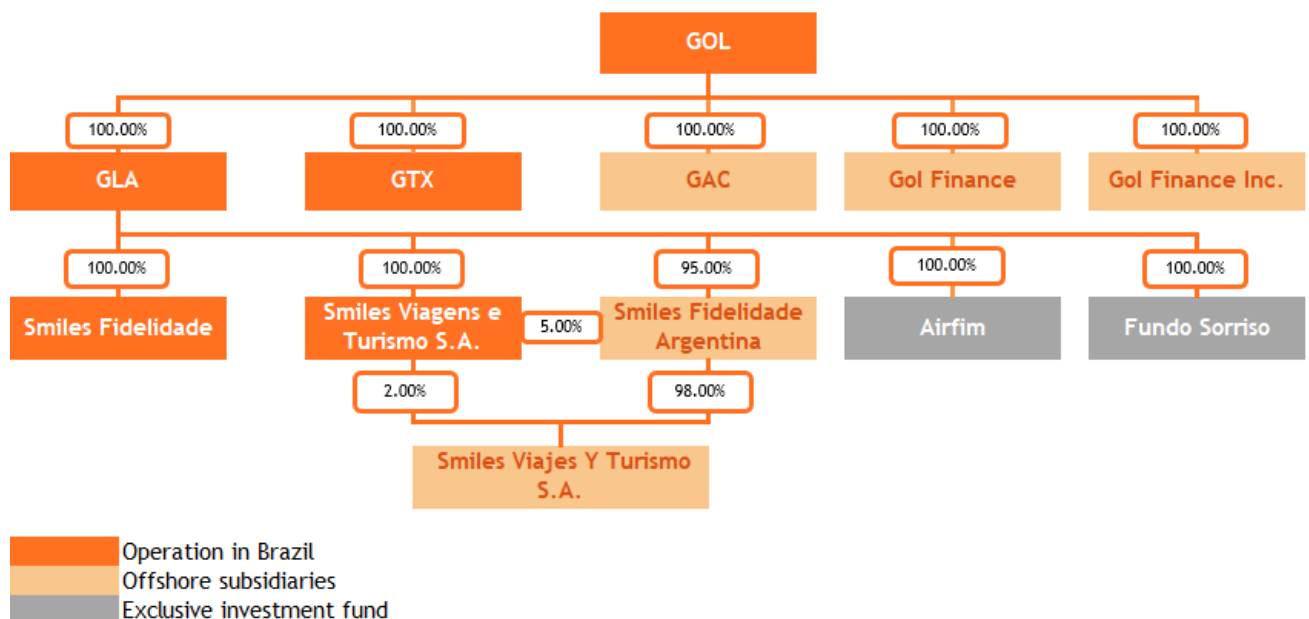 GOL
100.00%
100.00%
100.00%
100.00%
100.00%
GLA
GTX
GAC
Gol Finance
Gol Finance Inc.
100.00%
100.00%
95.00%
100.00%
100.00%
Smiles Fidelidade
Smiles Viagens e
Turismo S.A.
5.00%
Smiles Fidelidade
Argentina
Airfim
Fundo Sorriso
2.00%
98.00%
Smiles Viajes Y Turismo
S.A.
Operation in Brazil
Offshore subsidiaries
Exclusive investment fund